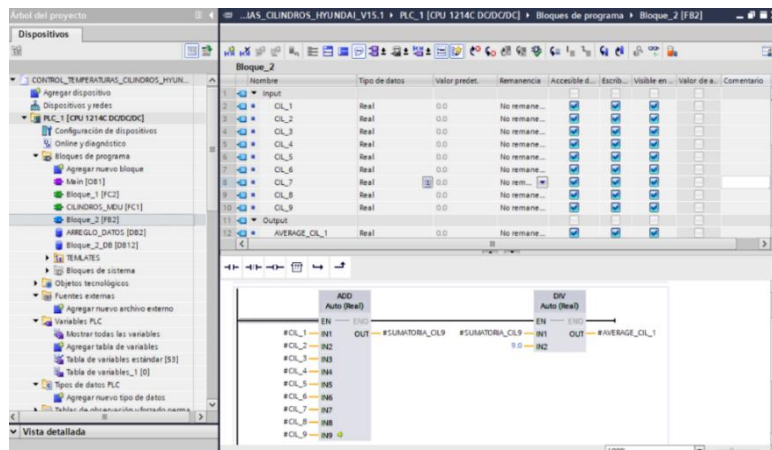 Árbol del proyecto
...IAS_CILINDROS_HYUNDAI_V15.1 ▸ PLC_1 [CPU 1214C DC/DC/DC] ▸ Bloques de programa ▸ Bloque_2 [FB2]
Dispositivos
CONTROL_TEMPERATURAS_CILINDROS_HYUN...
Agregar dispositivo
Dispositivos y redes
PLC_1 [CPU 1214C DC/DC/DC]
Configuración de dispositivos
Online y diagnóstico
Bloques de programa
Agregar nuevo bloque
Main [OB1]
Bloque_1 [FC2]
CILINDROS_MDU [FC1]
Bloque_2 [FB2]
ARREGLO_DATOS [DB2]
Bloque_2_DB [DB12]
TEMLATES
Bloques de sistema
Objetos tecnológicos
Fuentes externas
Agregar nuevo archivo externo
Variables PLC
Mostrar todas las variables
Agregar tabla de variables
Tabla de variables estándar [53]
Tabla de variables_1 [0]
Tipos de datos PLC
Agregar nuevo tipo de datos
Tablas de observación y forzado perma
Vista detallada
Bloque_2
Nombre Tipo de datos Valor predet. Remanencia Accesible d... Escrib... Visible en .. Valor de a.. Comentario
1 Input
2 CIL_1 Real 0.0 No remane...
3 CIL_2 Real 0.0 No remane...
4 CIL_3 Real 0.0 No remane...
5 CIL_4 Real 0.0 No remane...
6 CIL_5 Real 0.0 No remane...
7 CIL_6 Real 0.0 No remane...
8 CIL_7 Real 0.0 No rem...
9 CIL_8 Real 0.0 No remane...
10 CIL_9 Real 0.0 No remane...
11 Output
12 AVERAGE_CIL_1 Real 0.0 No remane...
ADD DIV
Auto (Real) Auto (Real)
EN ENO EN ENO
#CIL_1 IN1 OUT #SUMATORIA_CIL9 #SUMATORIA_CIL9 IN1 OUT #AVERAGE_CIL_1
#CIL_2 IN2 9.0 IN2
#CIL_3 IN3
#CIL_4 IN4
#CIL_5 IN5
#CIL_6 IN6
#CIL_7 IN7
#CIL_8 IN8
#CIL_9 IN9